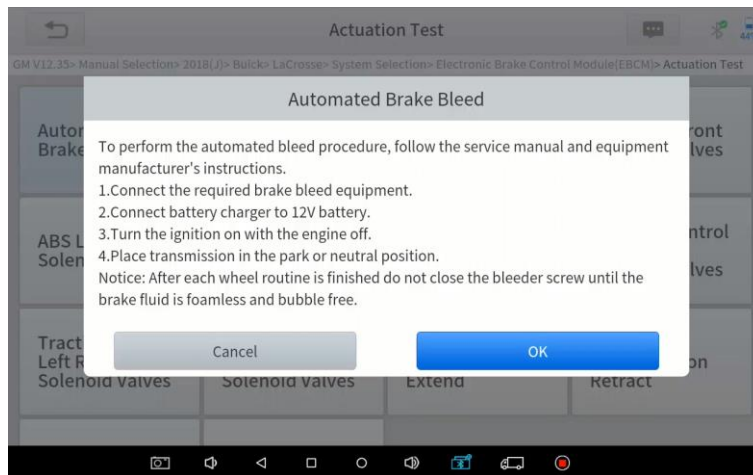 Actuation Test
GM V12.35> Manual Selection> 2018(J)> Buick> LaCrosse> System Selection> Electronic Brake Control Module(EBCM)> Actuation Test
Automated Brake Bleed
To perform the automated bleed procedure, follow the service manual and equipment
manufacturer's instructions.
1.Connect the required brake bleed equipment.
2.Connect battery charger to 12V battery.
3.Turn the ignition on with the engine off.
4.Place transmission in the park or neutral position.
Notice: After each wheel routine is finished do not close the bleeder screw until the
brake fluid is foamless and bubble free.
Cancel
OK
Autor
Brake
ront
lves
ABS L
Solen
ntrol
lves
Tract
Left R
Solenoid Valves
Solenoid Valves
Extend
on
Retract